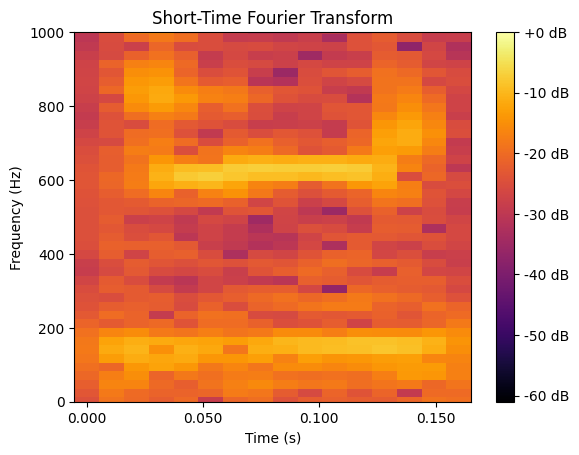 Short-Time Fourier Transform
1000
800
600
400
200
0
Frequency (Hz)
0.000
0.050
0.100
0.150
Time (s)
+0 dB
-10 dB
-20 dB
-30 dB
-40 dB
-50 dB
-60 dB